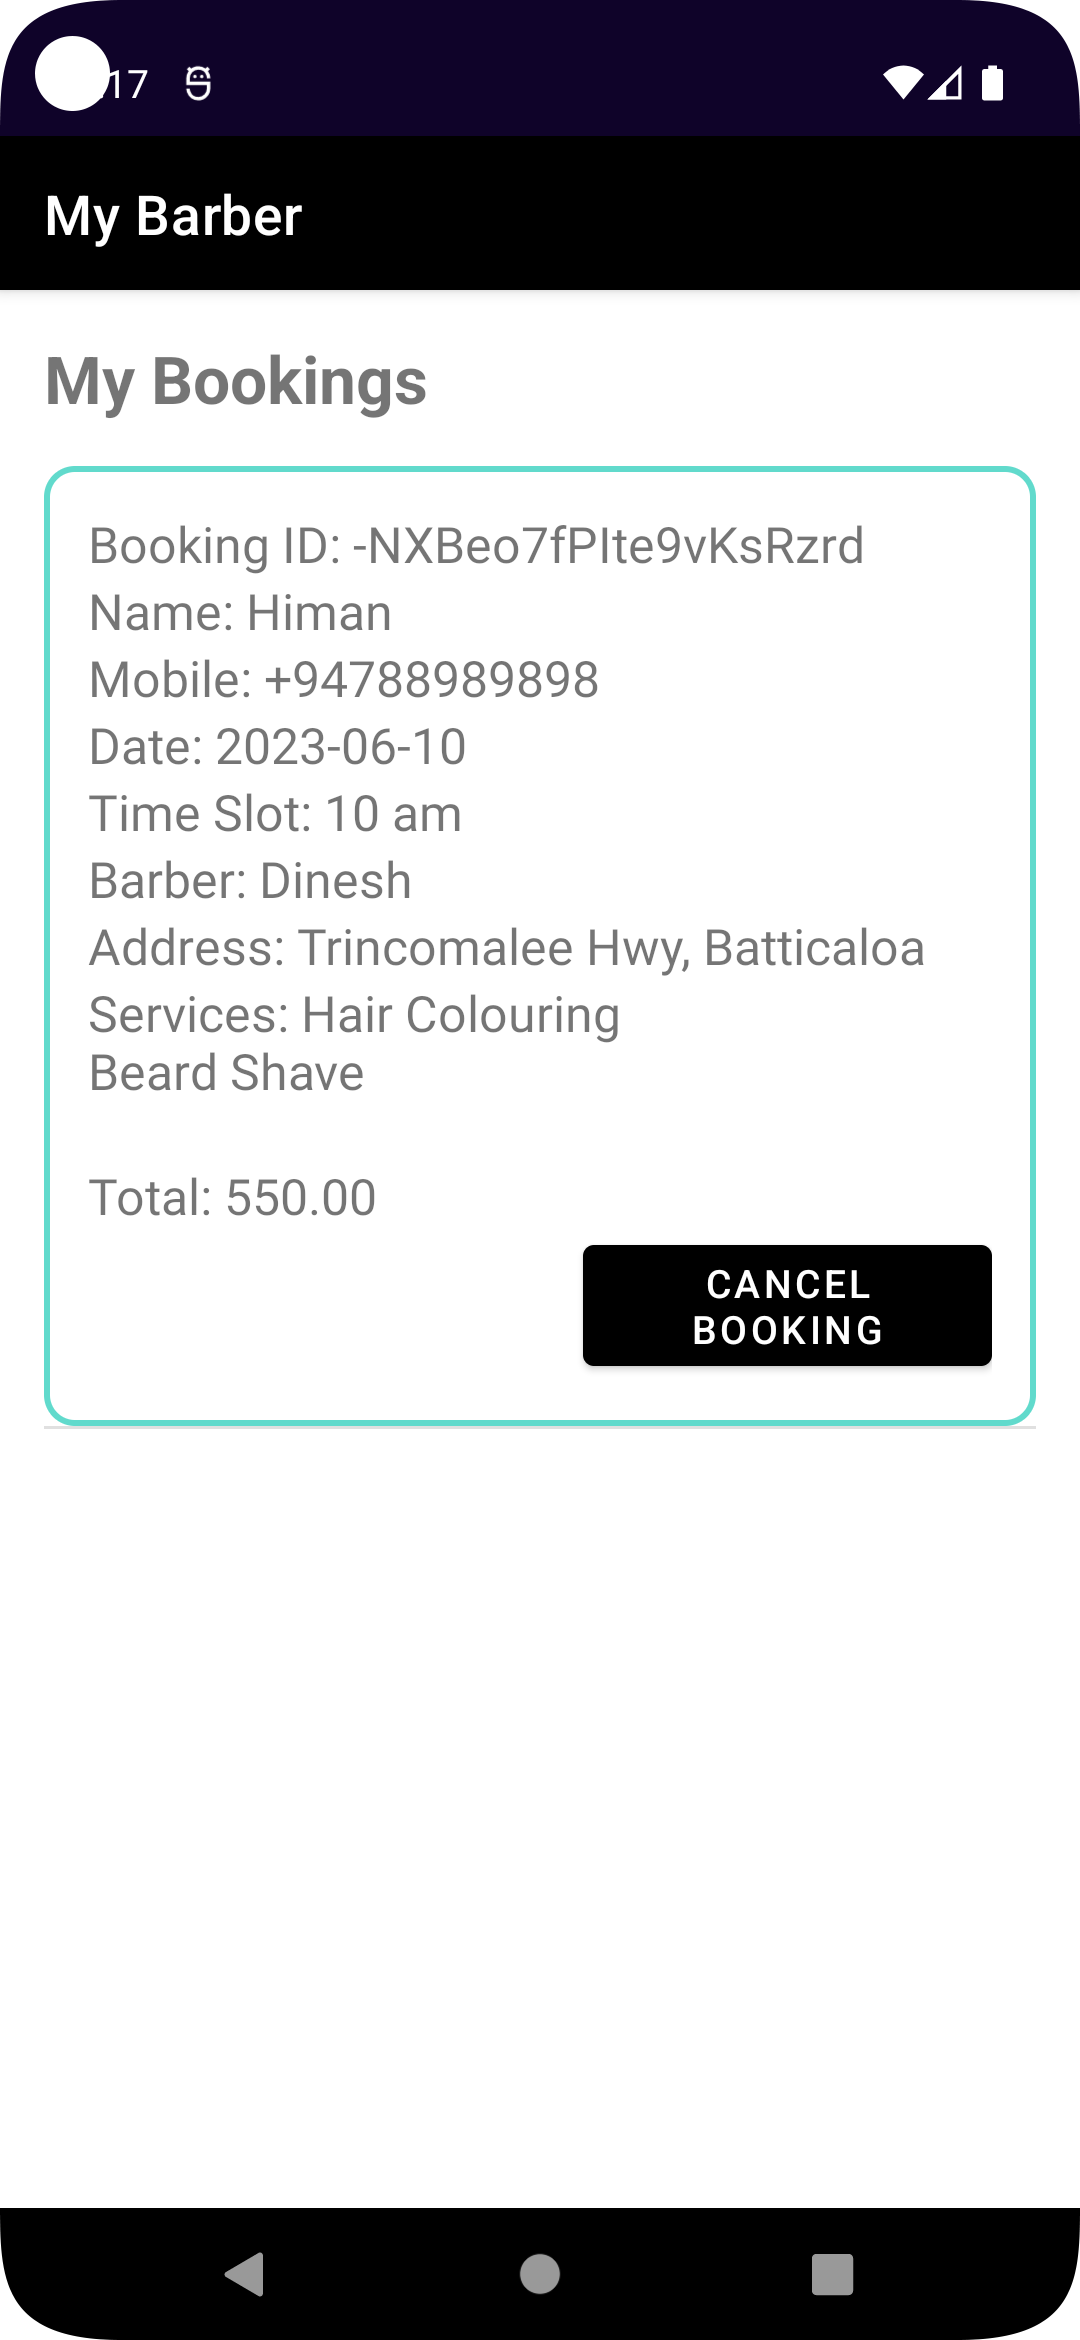 17
My Barber
My Bookings
Booking ID: -NXBeo7fPIte9vKsRzrd
Name: Himan
Mobile: +94788989898
Date: 2023-06-10
Time Slot: 10 am
Barber: Dinesh
Address: Trincomalee Hwy, Batticaloa
Services: Hair Colouring
Beard Shave
Total: 550.00
CANCEL
BOOKING